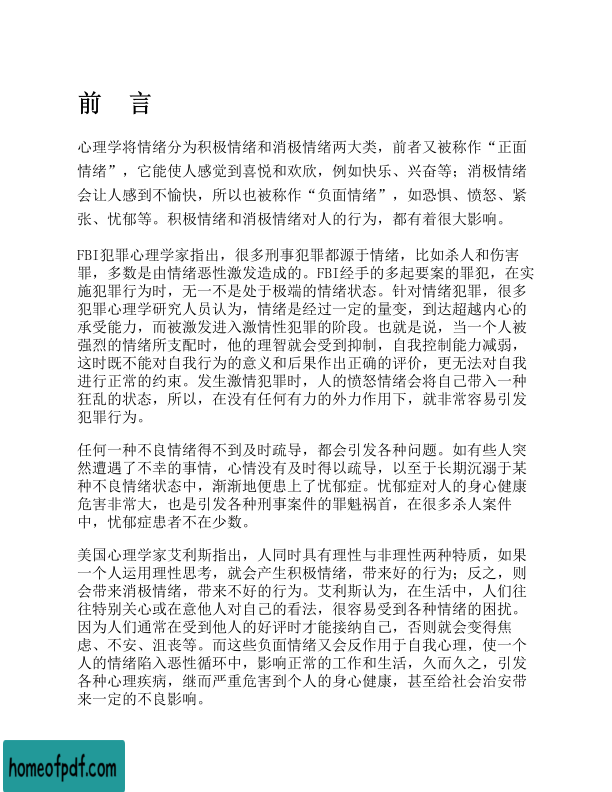 前　言
心理学将情绪分为积极情绪和消极情绪两大类，前者又被称作“正面
情绪”，它能使人感觉到喜悦和欢欣，例如快乐、兴奋等；消极情绪
会让人感到不愉快，所以也被称作“负面情绪”，如恐惧、愤怒、紧
张、忧郁等。积极情绪和消极情绪对人的行为，都有着很大影响。
FBI犯罪心理学家指出，很多刑事犯罪都源于情绪，比如杀人和伤害
罪，多数是由情绪恶性激发造成的。FBI经手的多起要案的罪犯，在实
施犯罪行为时，无一不是处于极端的情绪状态。针对情绪犯罪，很多
犯罪心理学研究人员认为，情绪是经过一定的量变，到达超越内心的
承受能力，而被激发进入激情性犯罪的阶段。也就是说，当一个人被
强烈的情绪所支配时，他的理智就会受到抑制，自我控制能力减弱，
这时既不能对自我行为的意义和后果作出正确的评价，更无法对自我
进行正常的约束。发生激情犯罪时，人的愤怒情绪会将自己带入一种
狂乱的状态，所以，在没有任何有力的外力作用下，就非常容易引发
犯罪行为。
任何一种不良情绪得不到及时疏导，都会引发各种问题。如有些人突
然遭遇了不幸的事情，心情没有及时得以疏导，以至于长期沉溺于某
种不良情绪状态中，渐渐地便患上了忧郁症。忧郁症对人的身心健康
危害非常大，也是引发各种刑事案件的罪魁祸首，在很多杀人案件
中，忧郁症患者不在少数。
美国心理学家艾利斯指出，人同时具有理性与非理性两种特质，如果
一个人运用理性思考，就会产生积极情绪，带来好的行为；反之，则
会带来消极情绪，带来不好的行为。艾利斯认为，在生活中，人们往
往特别关心或在意他人对自己的看法，很容易受到各种情绪的困扰。
因为人们通常在受到他人的好评时才能接纳自己，否则就会变得焦
虑、不安、沮丧等。而这些负面情绪又会反作用于自我心理，使一个
人的情绪陷入恶性循环中，影响正常的工作和生活，久而久之，引发
各种心理疾病，继而严重危害到个人的身心健康，甚至给社会治安带
来一定的不良影响。
homeofpdf.com